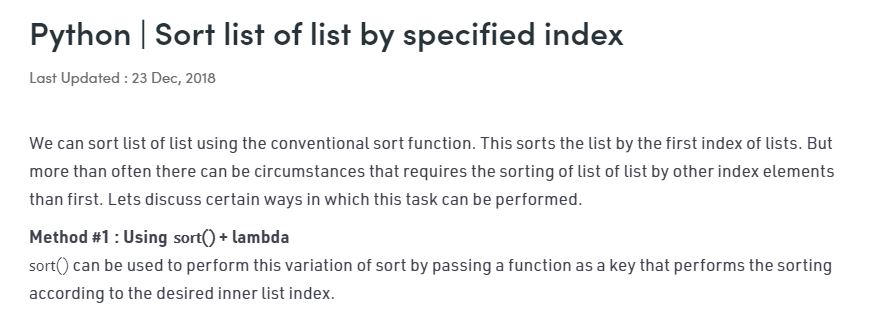 Python | Sort list of list by specified index
Last Updated : 23 Dec, 2018
We can sort list of list using the conventional sort function. This sorts the list by the first index of lists. But
more than often there can be circumstances that requires the sorting of list of list by other index elements
than first. Lets discuss certain ways in which this task can be performed.
Method #1 : Using sort() + lambda
sort() can be used to perform this variation of sort by passing a function as a key that performs the sorting
according to the desired inner list index.